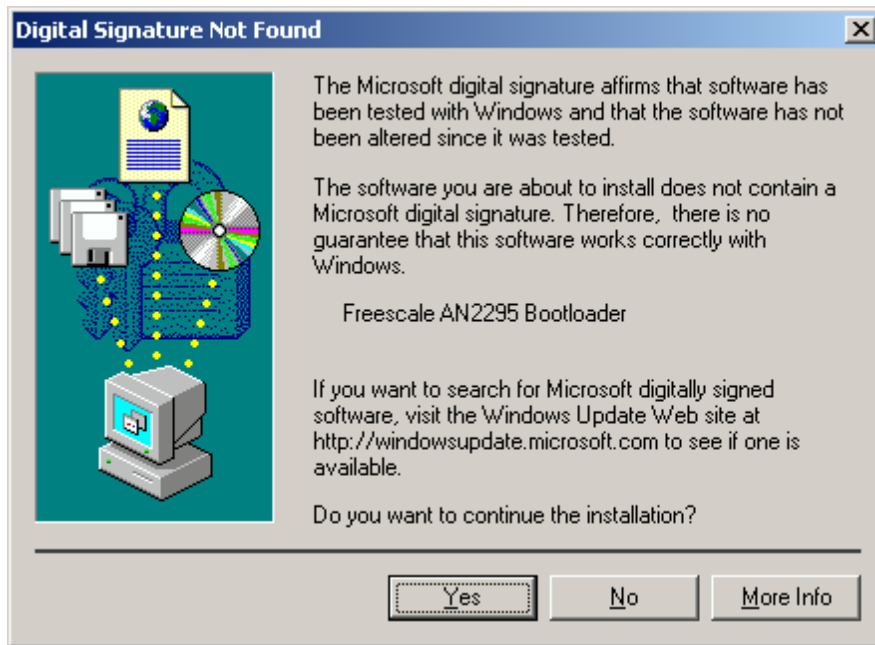 Digital Signature Not Found
The Microsoft digital signature affirms that software has
been tested with Windows and that the software has not
been altered since it was tested.
The software you are about to install does not contain a
Microsoft digital signature. Therefore,  there is no
guarantee that this software works correctly with
Windows.
Freescale AN2295 Bootloader
If you want to search for Microsoft digitally signed
software, visit the Windows Update Web site at
http://windowsupdate.microsoft.com to see if one is
available.
Do you want to continue the installation?
Yes No More Info